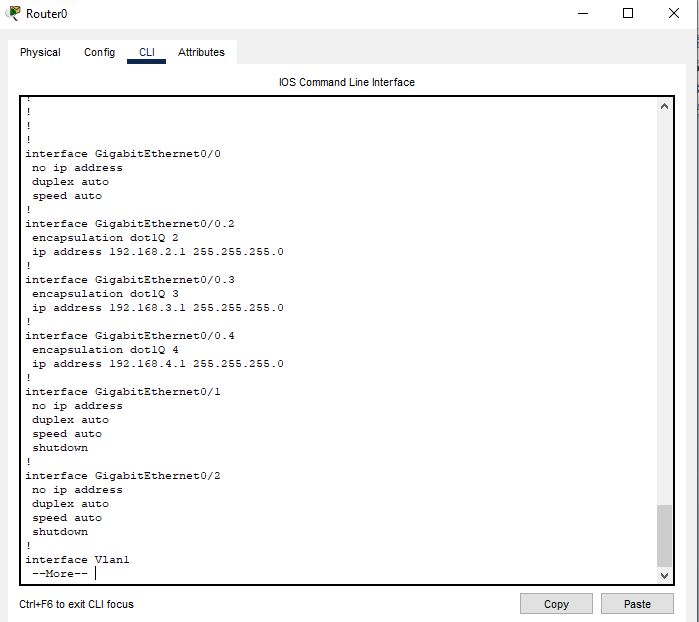 Router0
Physical Config CLI Attributes
IOS Command Line Interface
!
!
!
!
interface GigabitEthernet0/0
no ip address
duplex auto
speed auto
!
interface GigabitEthernet0/0.2
encapsulation dot1Q 2
ip address 192.168.2.1 255.255.255.0
!
interface GigabitEthernet0/0.3
encapsulation dot1Q 3
ip address 192.168.3.1 255.255.255.0
!
interface GigabitEthernet0/0.4
encapsulation dot1Q 4
ip address 192.168.4.1 255.255.255.0
!
interface GigabitEthernet0/1
no ip address
duplex auto
speed auto
shutdown
!
interface GigabitEthernet0/2
no ip address
duplex auto
speed auto
shutdown
!
interface Vlan1
--More--
Ctrl+F6 to exit CLI focus
Copy Paste